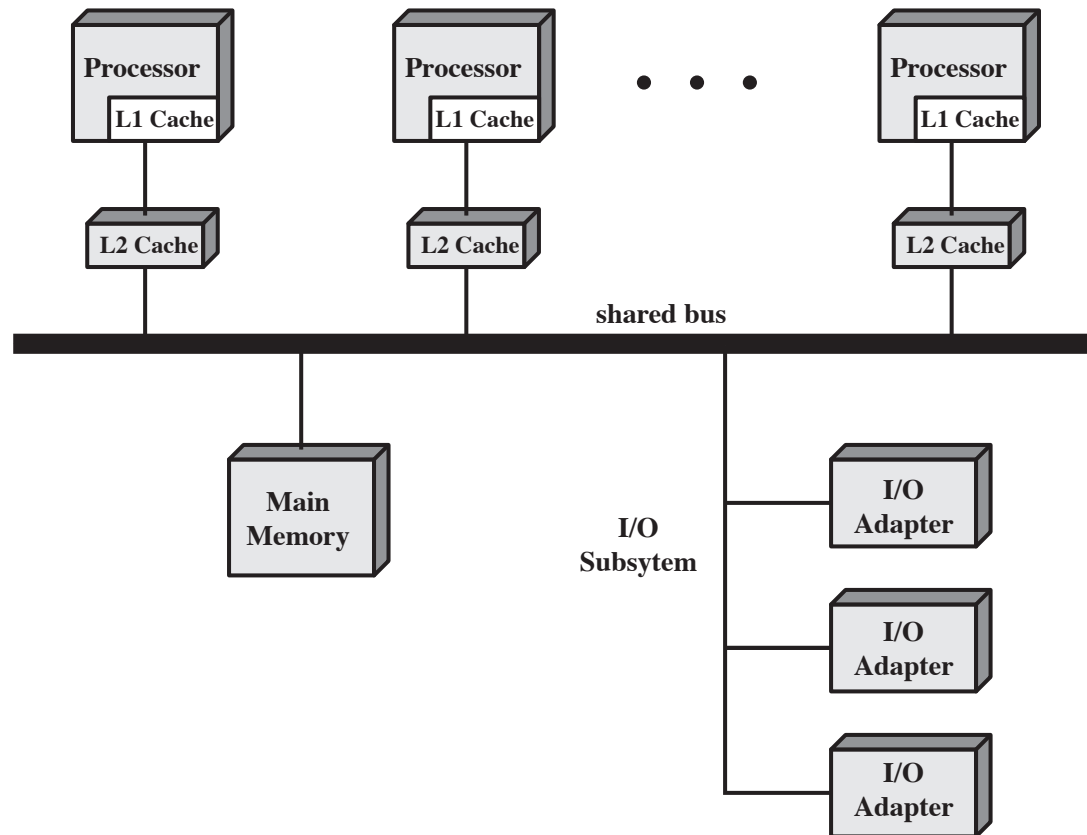 Processor
L1 Cache
L2 Cache
Processor
L1 Cache
L2 Cache
Processor
L1 Cache
L2 Cache
shared bus
Main
Memory
I/O
Subsytem
I/O
Adapter
I/O
Adapter
I/O
Adapter